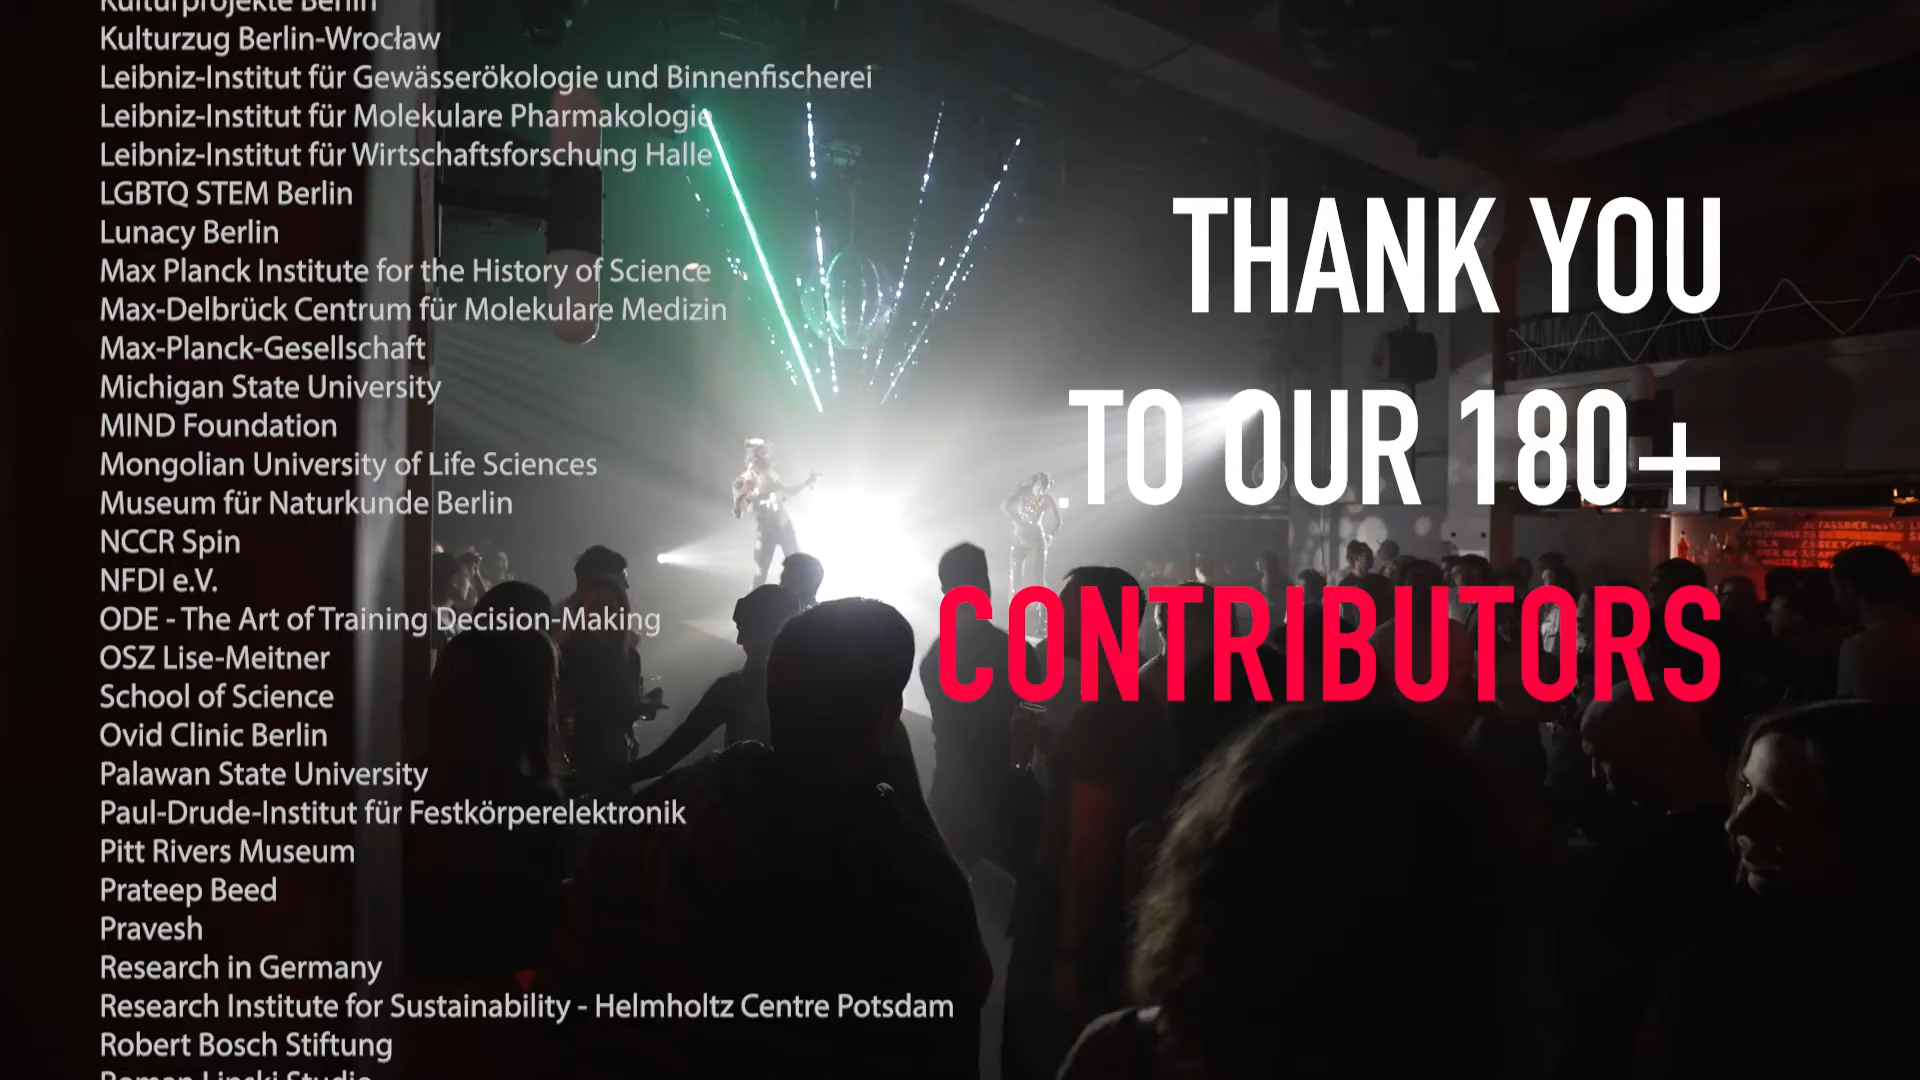 Kulturprojekte Berlin
Kulturzug Berlin-Wrocław
Leibniz-Institut für Gewässerökologie und Binnenfischerei
Leibniz-Institut für Molekulare Pharmakologie
Leibniz-Institut für Wirtschaftsforschung Halle
LGBTQ STEM Berlin
Lunacy Berlin
Max Planck Institute for the History of Science
Max-Delbrück Centrum für Molekulare Medizin
Max-Planck-Gesellschaft
Michigan State University
MIND Foundation
Mongolian University of Life Sciences
Museum für Naturkunde Berlin
NCCR Spin
NFDI e.V.
ODE - The Art of Training Decision-Making
OSZ Lise-Meitner
School of Science
Ovid Clinic Berlin
Palawan State University
Paul-Drude-Institut für Festkörperelektronik
Pitt Rivers Museum
Prateep Beed
Pravesh
Research in Germany
Research Institute for Sustainability - Helmholtz Centre Potsdam
Robert Bosch Stiftung
Roman Lipski Studio
THANK YOU
TO OUR 180+
CONTRIBUTORS